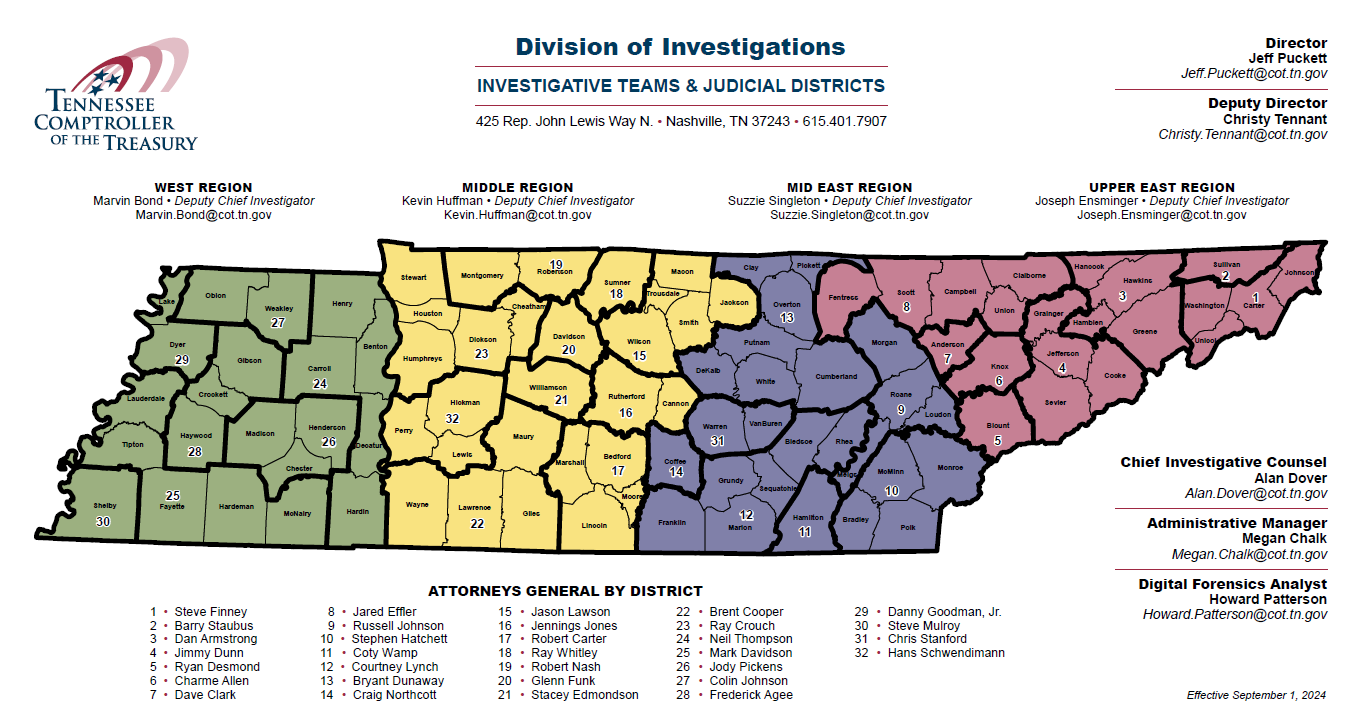 TENNESSEE
COMPTROLLER
OF THE TREASURY
Division of Investigations
INVESTIGATIVE TEAMS & JUDICIAL DISTRICTS
425 Rep. John Lewis Way N. • Nashville, TN 37243 • 615.401.7907
Director
Jeff Puckett
Jeff.Puckett@cot.tn.gov
Deputy Director
Christy Tennant
Christy.Tennant@cot.tn.gov
WEST REGION
Marvin Bond • Deputy Chief Investigator
Marvin.Bond@cot.tn.gov
MIDDLE REGION
Kevin Huffman • Deputy Chief Investigator
Kevin.Huffman@cot.tn.gov
MID EAST REGION
Suzzie Singleton • Deputy Chief Investigator
Suzzie.Singleton@cot.tn.gov
UPPER EAST REGION
Joseph Ensminger • Deputy Chief Investigator
Joseph.Ensminger@cot.tn.gov
Lake
Obion
Weakley
27
Henry
Dyer
29
Gibson
Carroll
24
Benton
Lauderdale
Crockett
Tipton
Haywood
28
Madison
Henderson
26
Decatur
Chester
Shelby
30
25
Fayette
Hardeman
McNairy
Hardin
Stewart
Montgomery
19
Robertson
Sumner
18
Macon
Trousdale
Jackson
Smith
Houston
Cheatham
Dickson
23
Humphreys
Davidson
20
Wilson
15
Williamson
21
Rutherford
16
Cannon
Hickman
32
Perry
Lewis
Maury
Marshall
Bedford
17
Moore
Wayne
Lawrence
22
Giles
Lincoln
Clay
Pickett
Overton
13
Putnam
DeKalb
White
Cumberland
Morgan
Roane
9
Loudon
Warren
31
VanBuren
Bledsoe
Rhea
Meigs
McMinn
10
Monroe
Coffee
14
Grundy
Sequatchie
Franklin
12
Marion
Hamilton
11
Bradley
Polk
Fentress
Scott
8
Campbell
Claiborne
Union
Anderson
7
Knox
6
Blount
5
Hancock
Hawkins
3
Grainger
Hamblen
Greene
Jefferson
4
Cocke
Sevier
Sullivan
2
Johnson
Washington
1
Carter
Unicoi
Chief Investigative Counsel
Alan Dover
Alan.Dover@cot.tn.gov
Administrative Manager
Megan Chalk
Megan.Chalk@cot.tn.gov
Digital Forensics Analyst
Howard Patterson
Howard.Patterson@cot.tn.gov
ATTORNEYS GENERAL BY DISTRICT
1 • Steve Finney
2 • Barry Staubus
3 • Dan Armstrong
4 • Jimmy Dunn
5 • Ryan Desmond
6 • Charme Allen
7 • Dave Clark
8 • Jared Effler
9 • Russell Johnson
10 • Stephen Hatchett
11 • Coty Wamp
12 • Courtney Lynch
13 • Bryant Dunaway
14 • Craig Northcott
15 • Jason Lawson
16 • Jennings Jones
17 • Robert Carter
18 • Ray Whitley
19 • Robert Nash
20 • Glenn Funk
21 • Stacey Edmondson
22 • Brent Cooper
23 • Ray Crouch
24 • Neil Thompson
25 • Mark Davidson
26 • Jody Pickens
27 • Colin Johnson
28 • Frederick Agee
29 • Danny Goodman, Jr.
30 • Steve Mulroy
31 • Chris Stanford
32 • Hans Schwendimann
Effective September 1, 2024